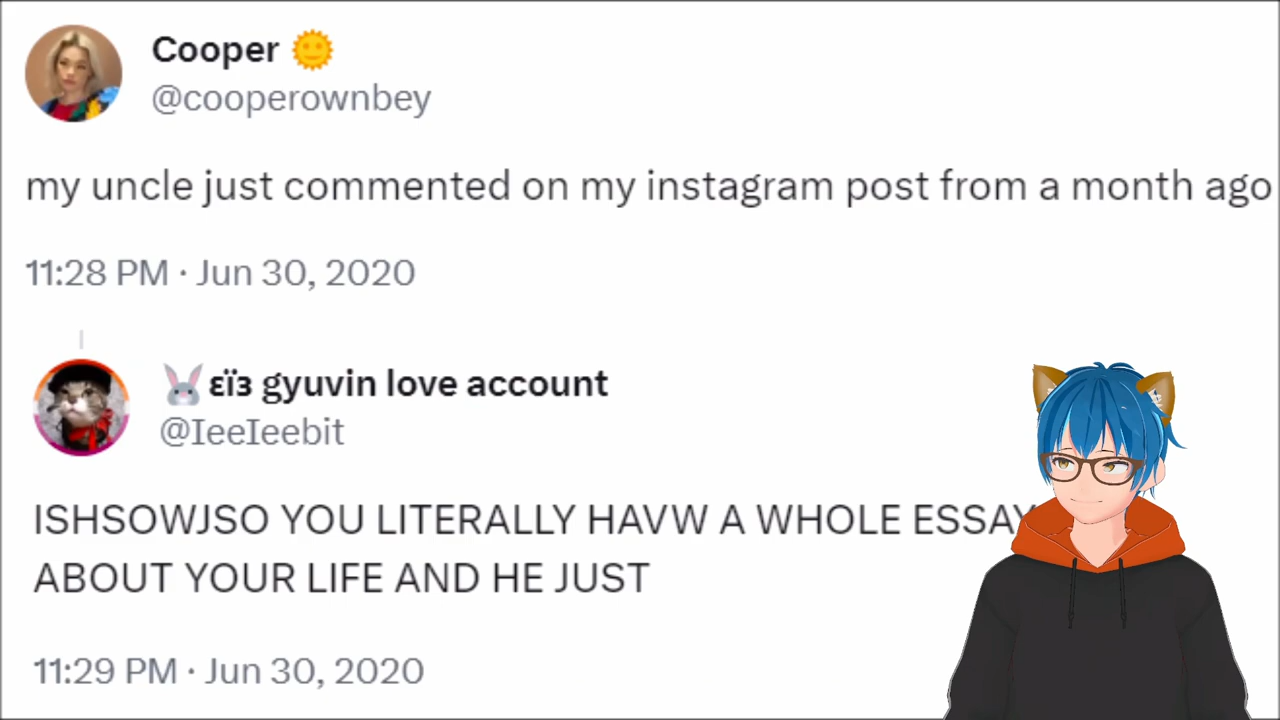 Cooper 🌞
@cooperownbey
my uncle just commented on my instagram post from a month ago
11:28 PM · Jun 30, 2020
🐰 εïз gyuvin love account
@IeeIeebit
ISHSOWJSO YOU LITERALLY HAVW A WHOLE ESSAY
ABOUT YOUR LIFE AND HE JUST
11:29 PM · Jun 30, 2020